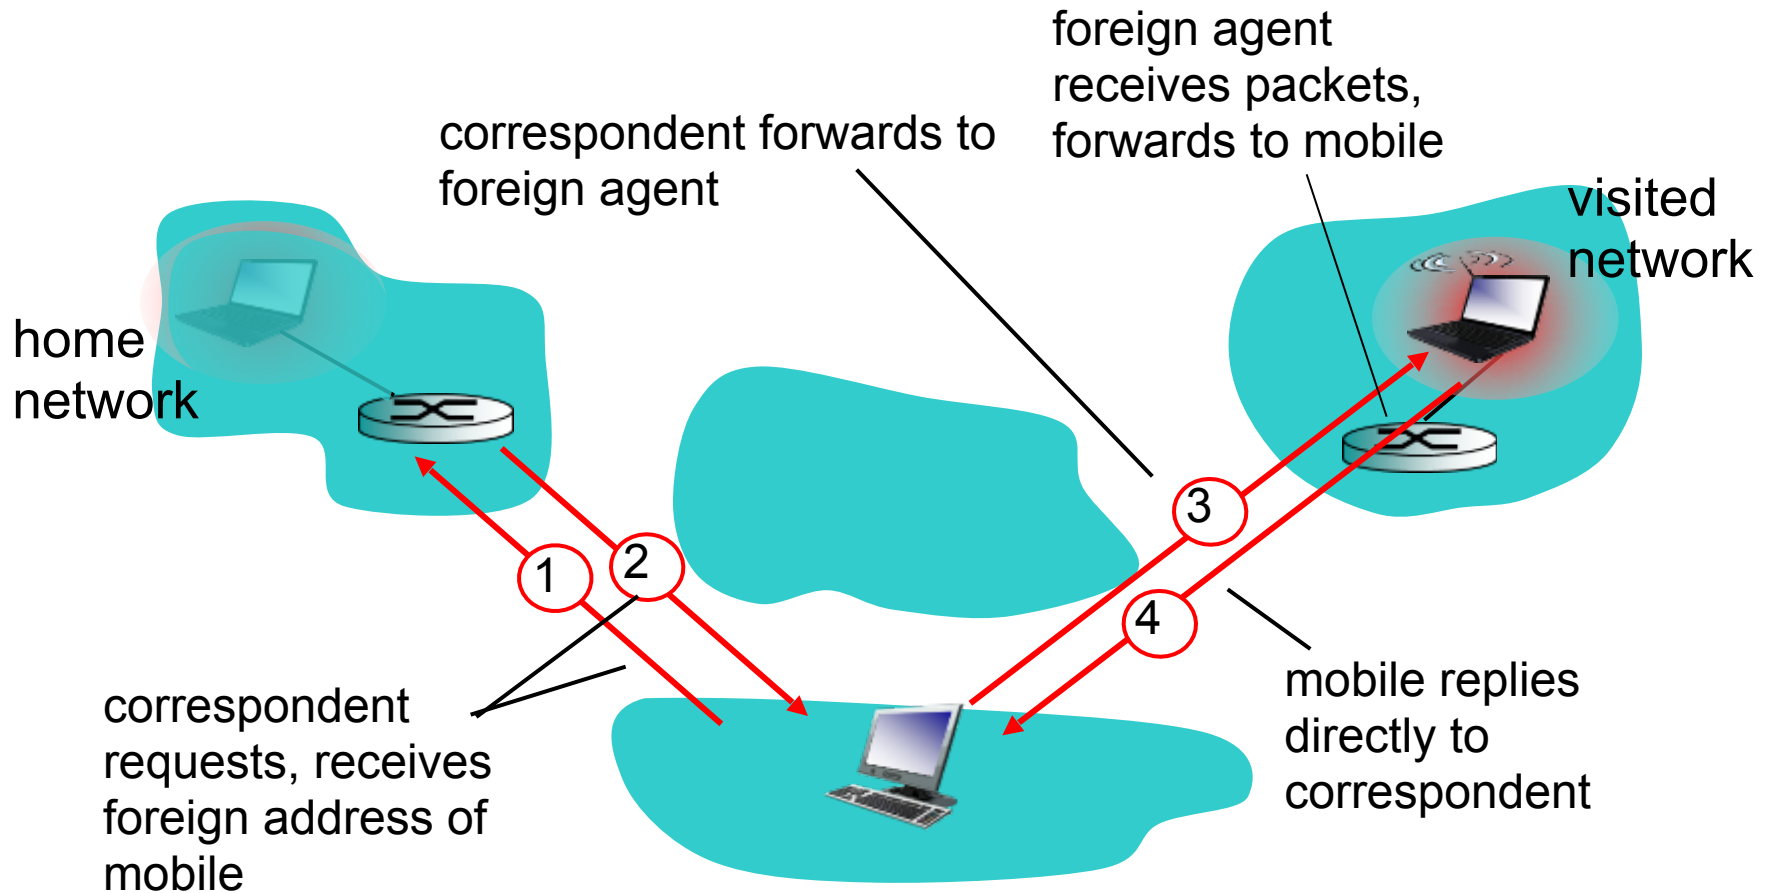 foreign agent
receives packets,
forwards to mobile
correspondent forwards to
foreign agent
visited
network
home
network
1
2
3
4
correspondent
requests, receives
foreign address of
mobile
mobile replies
directly to
correspondent